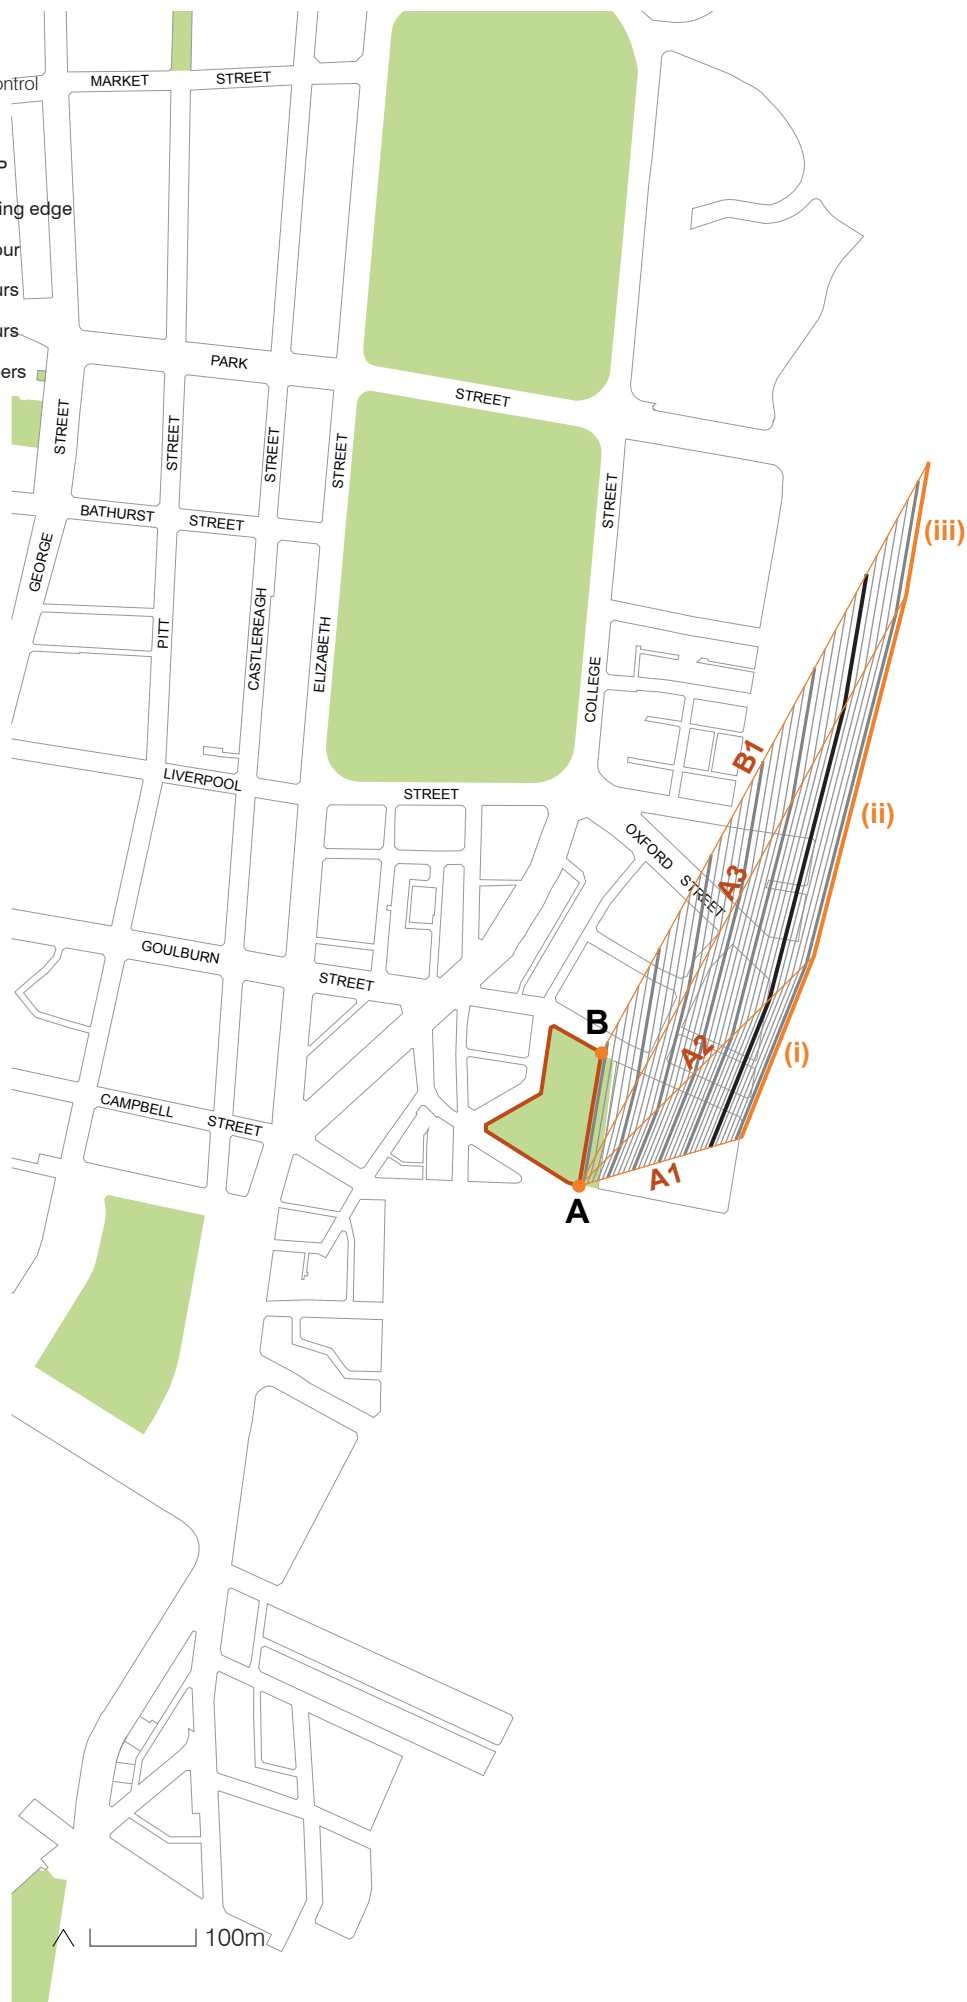 MARKET STREET
ontrol
P
ing edge
our
urs
urs
PARK
ers
STREET
STREET
STREET
STREET
STREET
STREET
BATHURST STREET
(iii)
GEORGE
PITT
CASTLEREAGH
ELIZABETH
COLLEGE
B1
LIVERPOOL
STREET
(ii)
OXFORD STREET
A3
GOULBURN
STREET
B
A2
(i)
CAMPBELL
STREET
A1
A
100m